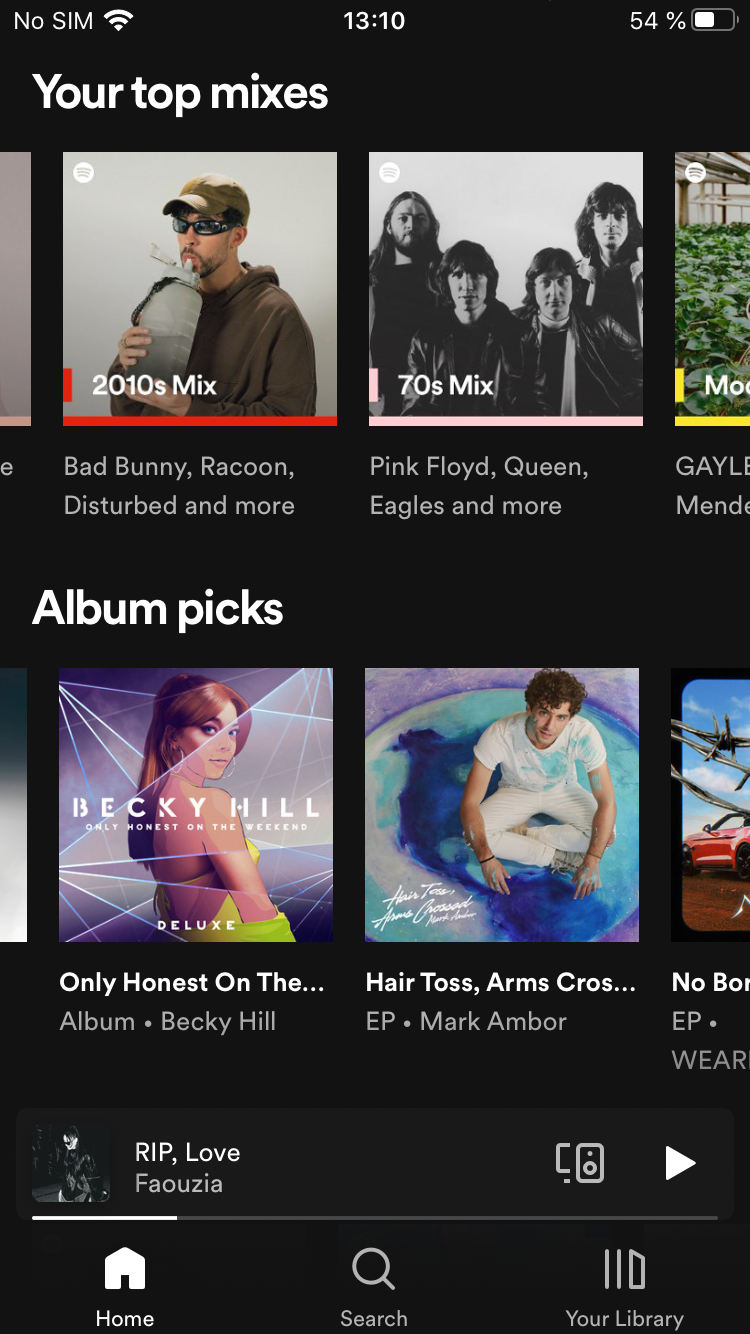 No SIM 13:10 54 %
Your top mixes
2010s Mix
70s Mix
Moo
e
Bad Bunny, Racoon,
Disturbed and more
Pink Floyd, Queen,
Eagles and more
GAYLE
Mende
Album picks
BECKY HILL
ONLY HONEST ON THE WEEKEND
DELUXE
Hair Toss,
Arms Crossed
Mark Ambor
Only Honest On The...
Album • Becky Hill
Hair Toss, Arms Cros...
EP • Mark Ambor
No Bor
EP •
WEAR
RIP, Love
Faouzia
Home
Search
Your Library